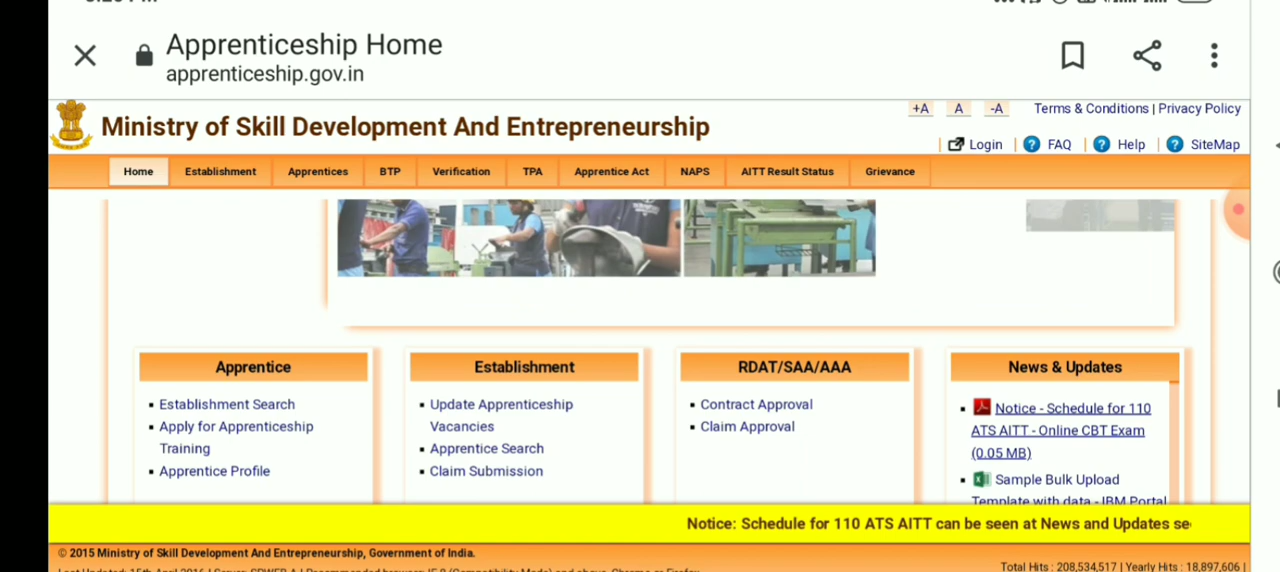 Apprenticeship Home
apprenticeship.gov.in
+A A -A Terms & Conditions | Privacy Policy
Ministry of Skill Development And Entrepreneurship
Login FAQ Help SiteMap
Home Establishment Apprentices BTP Verification TPA Apprentice Act NAPS AITT Result Status Grievance
Apprentice
Establishment Search
Apply for Apprenticeship
Training
Apprentice Profile
Establishment
Update Apprenticeship
Vacancies
Apprentice Search
Claim Submission
RDAT/SAA/AAA
Contract Approval
Claim Approval
News & Updates
Notice - Schedule for 110
ATS AITT - Online CBT Exam
(0.05 MB)
Sample Bulk Upload
Template with data - IBM Portal
Notice: Schedule for 110 ATS AITT can be seen at News and Updates
© 2015 Ministry of Skill Development And Entrepreneurship, Government of India.
Total Hits : 208,534,517 | Yearly Hits : 18,897,606 |